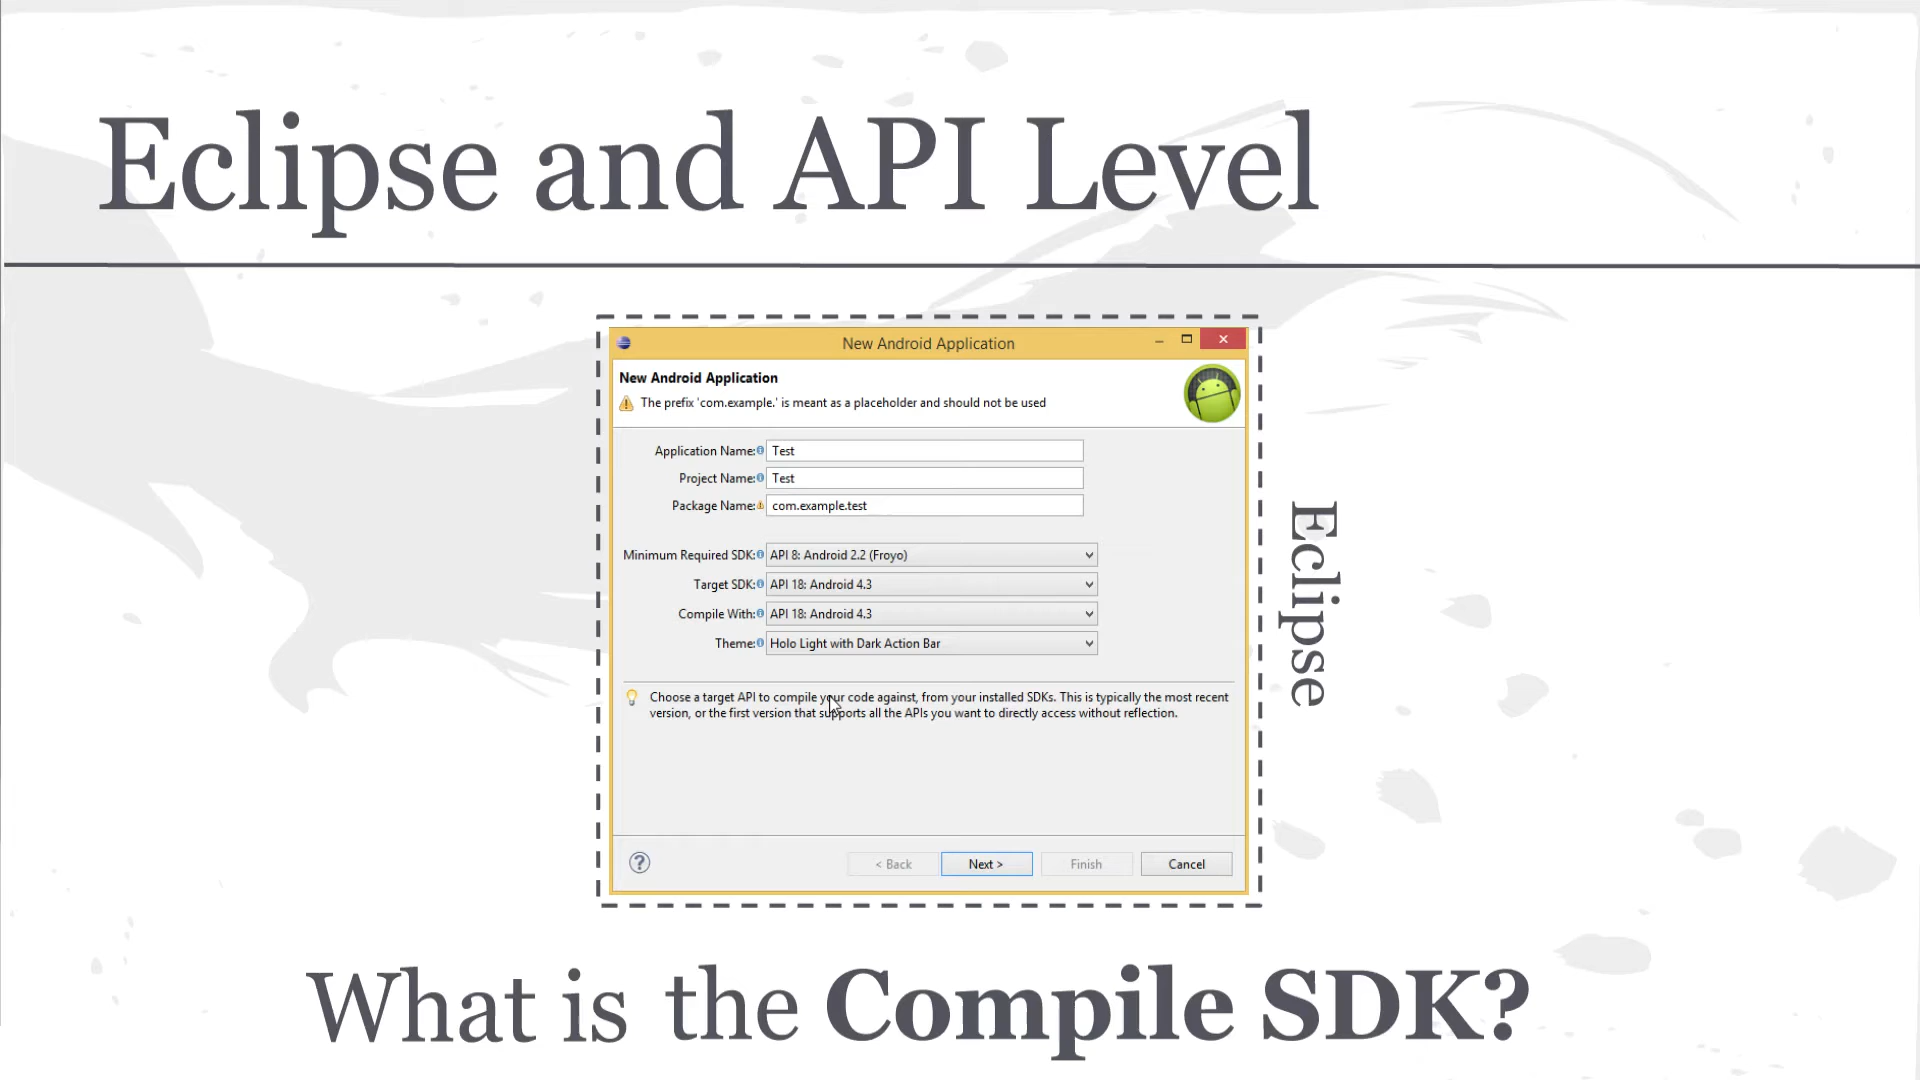 Eclipse and API Level
New Android Application
New Android Application
The prefix 'com.example.' is meant as a placeholder and should not be used
Application Name: Test
Project Name: Test
Package Name: com.example.test
Minimum Required SDK: API 8: Android 2.2 (Froyo)
Target SDK: API 18: Android 4.3
Compile With: API 18: Android 4.3
Theme: Holo Light with Dark Action Bar
Choose a target API to compile your code against, from your installed SDKs. This is typically the most recent
version, or the first version that supports all the APIs you want to directly access without reflection.
? < Back Next > Finish Cancel
Eclipse
What is the Compile SDK?